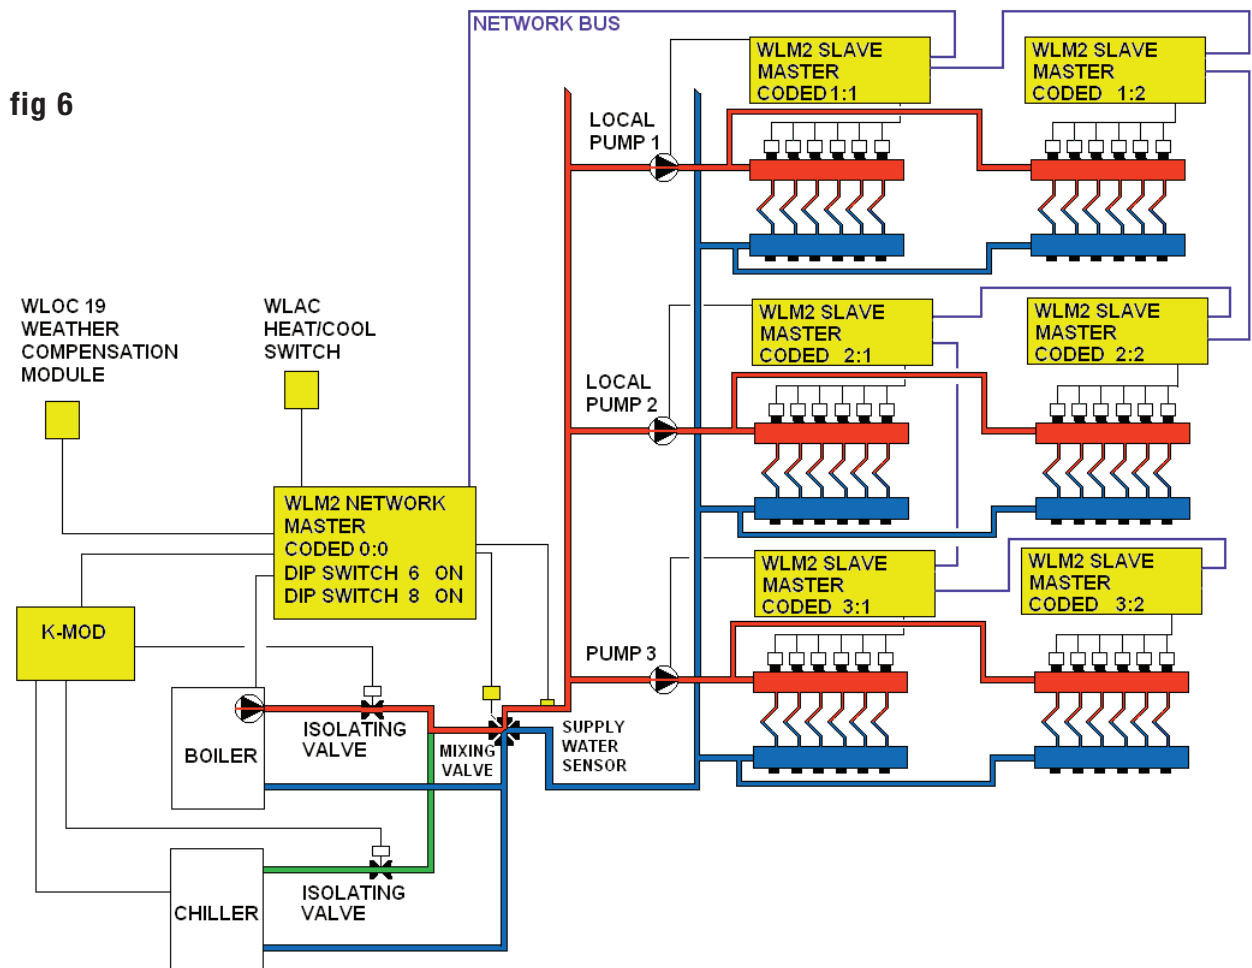 NETWORK BUS
fig 6
WLM2 SLAVE
MASTER
CODED 1:1
WLM2 SLAVE
MASTER
CODED 1:2
LOCAL
PUMP 1
WLOC 19
WEATHER
COMPENSATION
MODULE
WLAC
HEAT/COOL
SWITCH
WLM2 SLAVE
MASTER
CODED 2:1
WLM2 SLAVE
MASTER
CODED 2:2
LOCAL
PUMP 2
WLM2 NETWORK
MASTER
CODED 0:0
DIP SWITCH 6 ON
DIP SWITCH 8 ON
WLM2 SLAVE
MASTER
CODED 3:1
WLM2 SLAVE
MASTER
CODED 3:2
K-MOD
PUMP 3
BOILER
ISOLATING
VALVE
MIXING
VALVE
SUPPLY
WATER
SENSOR
CHILLER
ISOLATING
VALVE